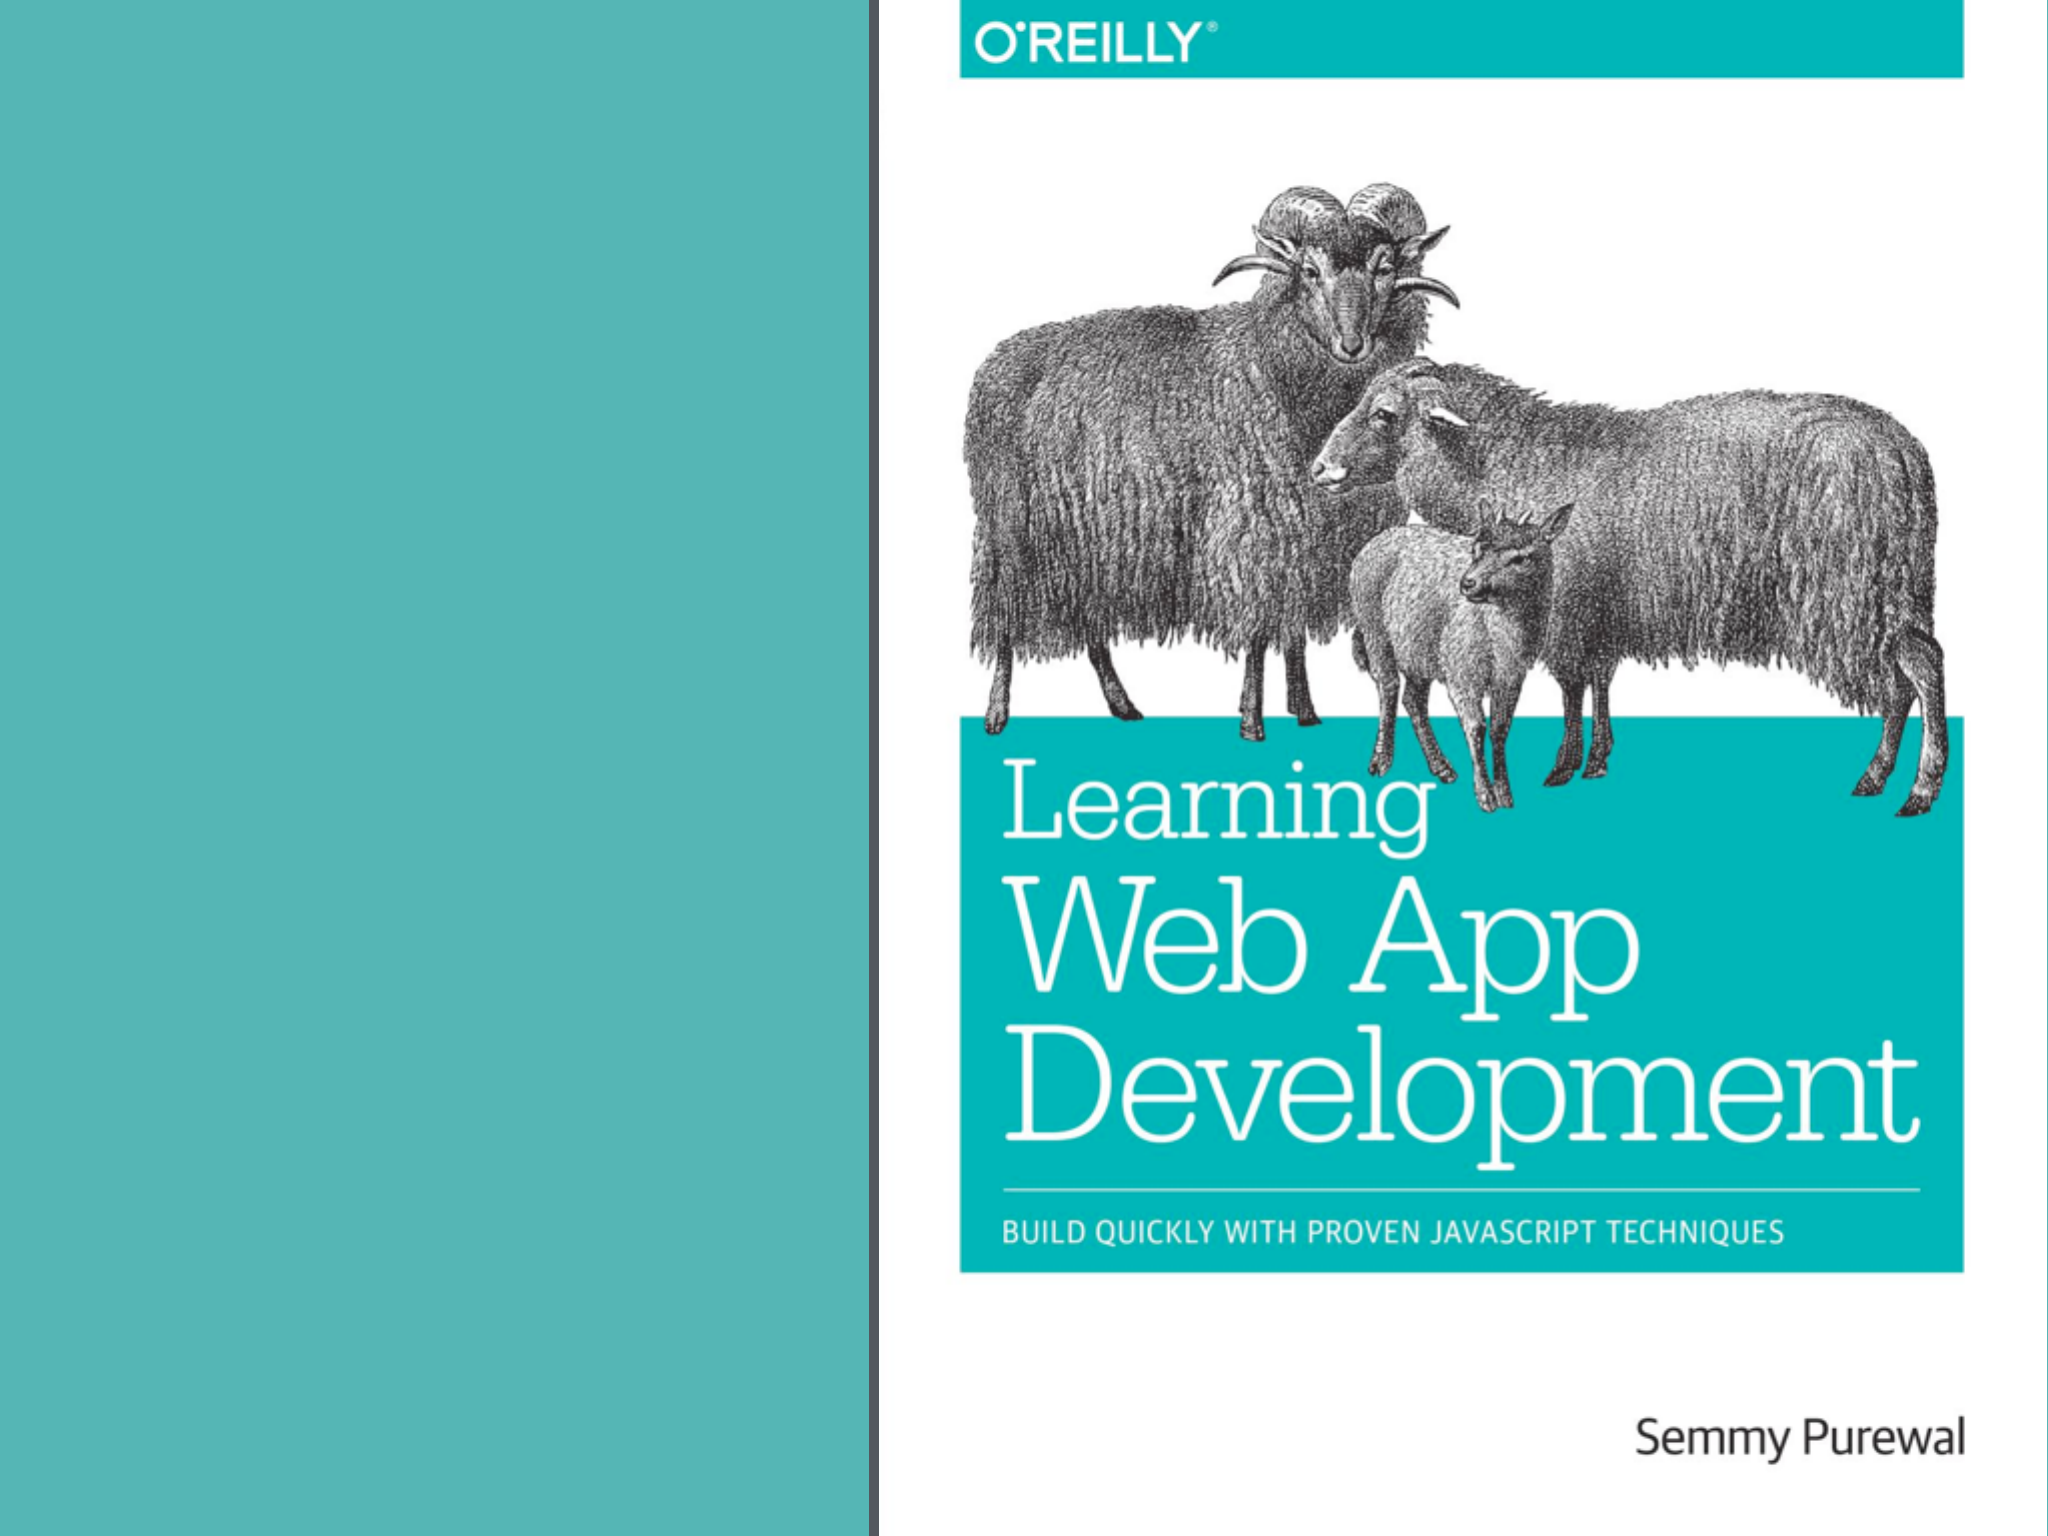 O'REILLY®
Learning
Web App
Development
BUILD QUICKLY WITH PROVEN JAVASCRIPT TECHNIQUES
Semmy Purewal